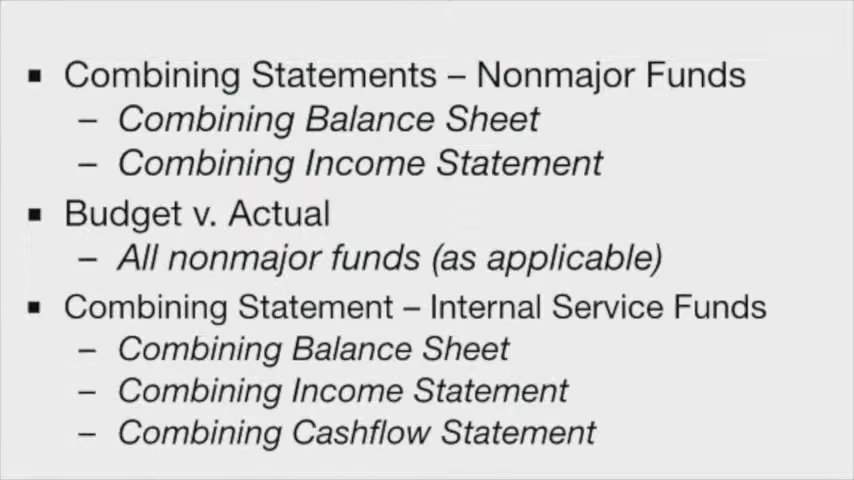 ▪ Combining Statements – Nonmajor Funds
– Combining Balance Sheet
– Combining Income Statement
▪ Budget v. Actual
– All nonmajor funds (as applicable)
▪ Combining Statement – Internal Service Funds
– Combining Balance Sheet
– Combining Income Statement
– Combining Cashflow Statement